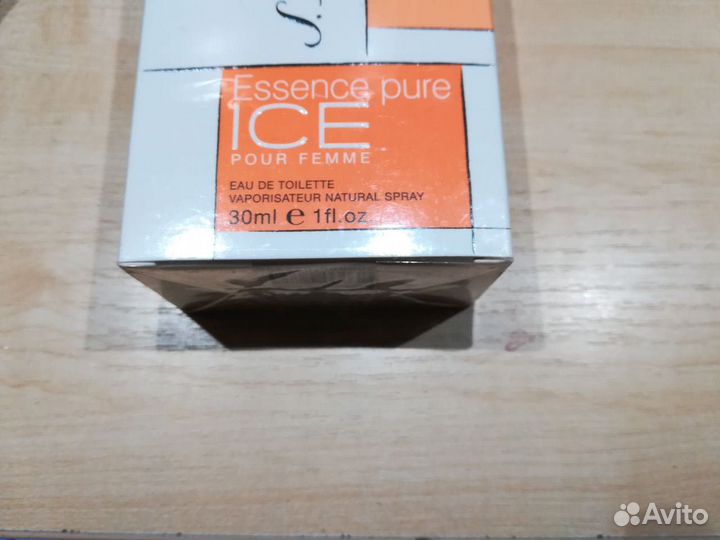 S.
Essence pure
ICE
POUR FEMME
EAU DE TOILETTE
VAPORISATEUR NATURAL SPRAY
30ml e 1fl.oz
Avito